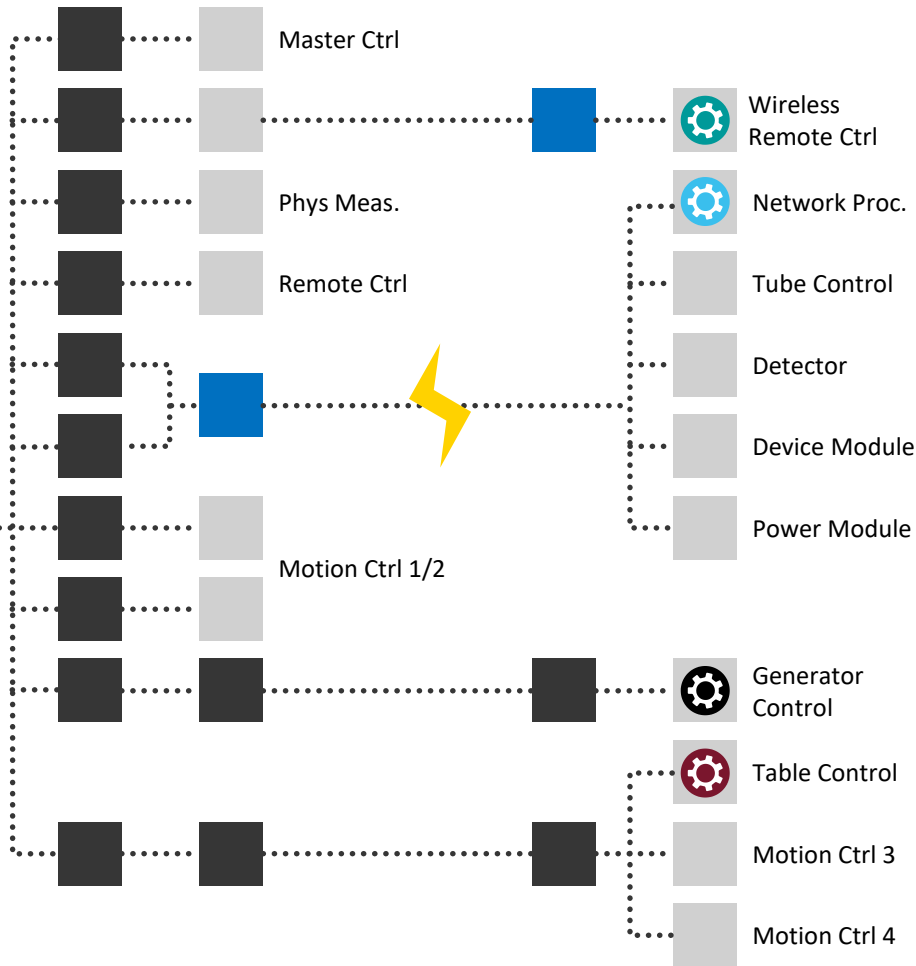 Master Ctrl
Wireless
Remote Ctrl
Phys Meas.
Network Proc.
Remote Ctrl
Tube Control
Detector
Device Module
Power Module
Motion Ctrl 1/2
Generator
Control
Table Control
Motion Ctrl 3
Motion Ctrl 4